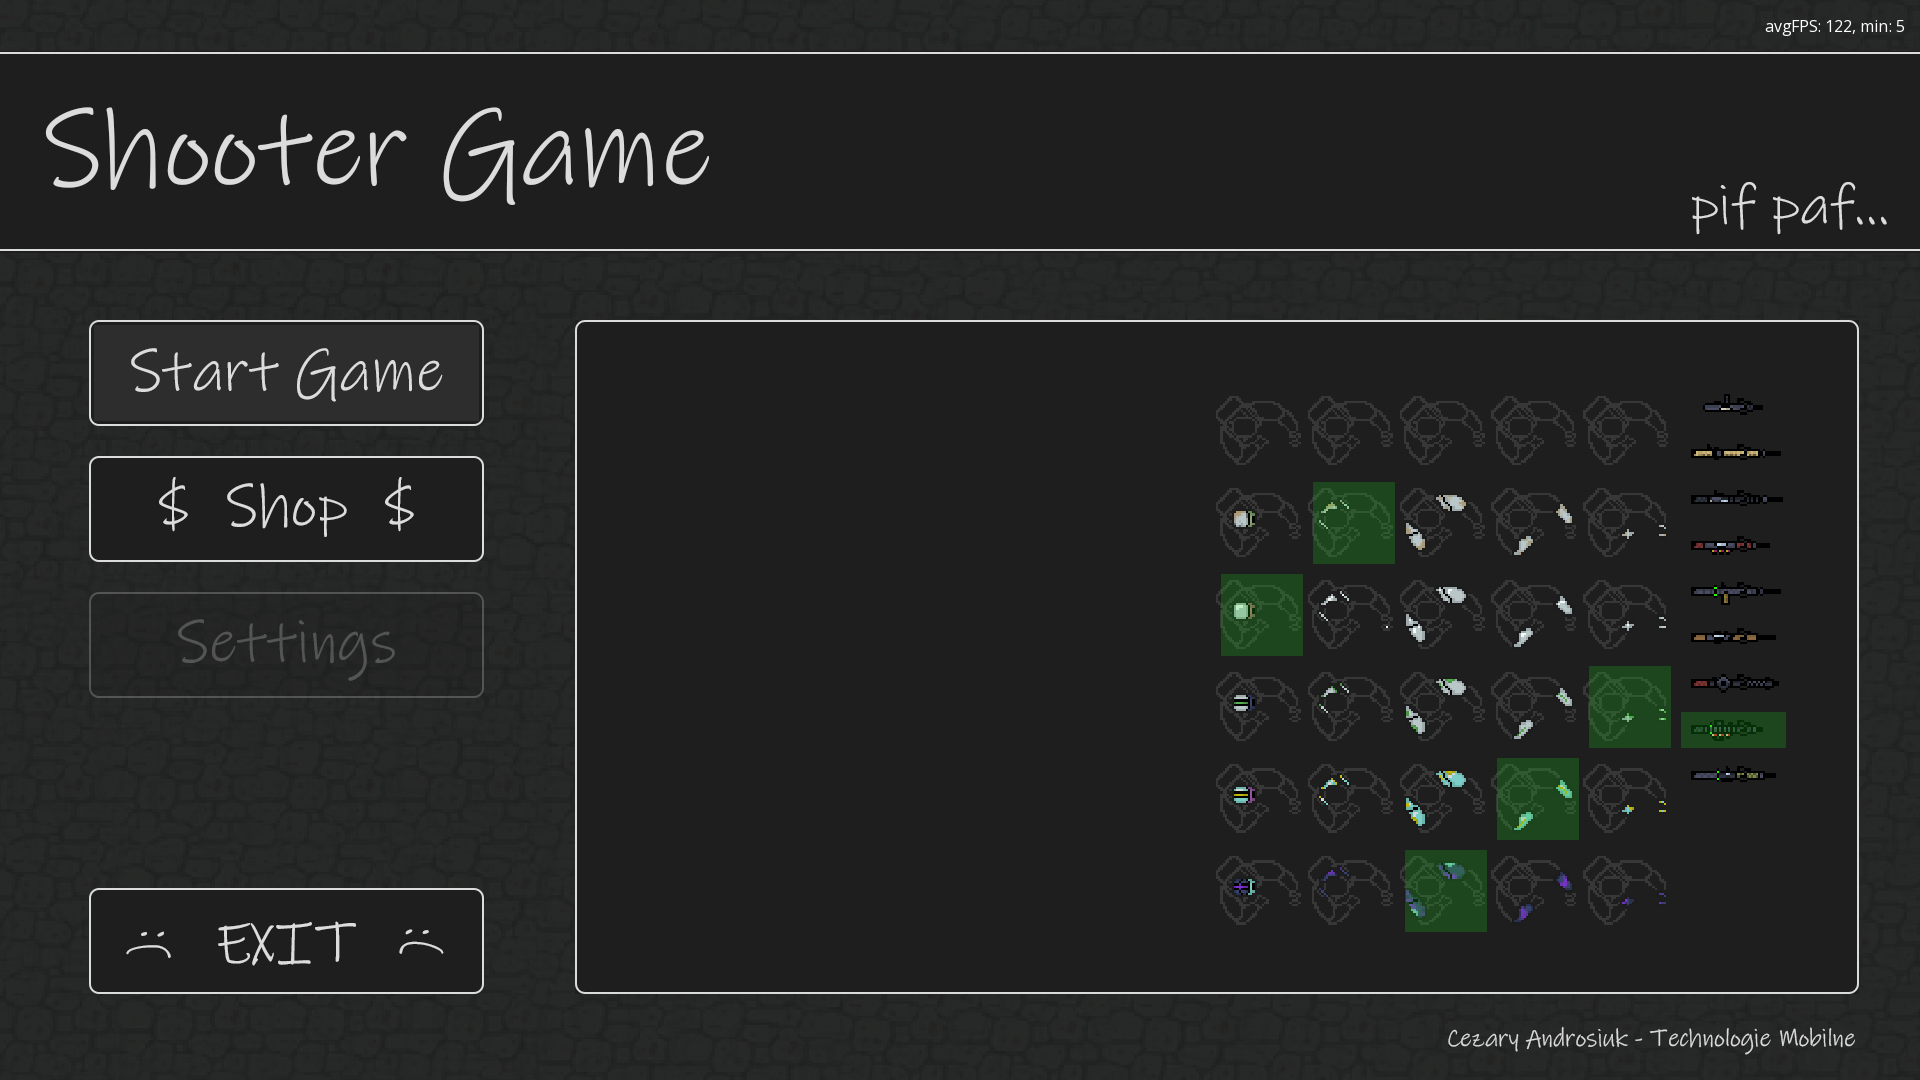 avgFPS: 122, min: 5
Shooter Game
pif paf...
Start Game
$ Shop $
Settings
EXIT
Cezary Androsiuk - Technologie Mobilne